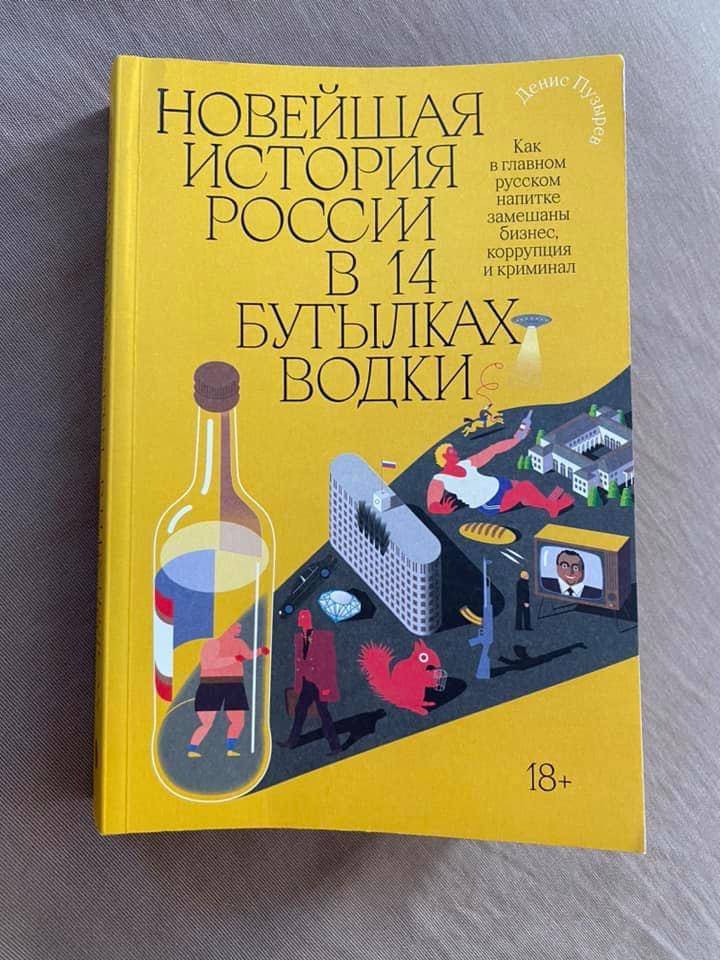 Денис Пузырев
НОВЕЙШАЯ
ИСТОРИЯ
РОССИИ
В 14
БУТЫЛКАХ
ВОДКИ
Как
в главном
русском
напитке
замешаны
бизнес,
коррупция
и криминал
18+